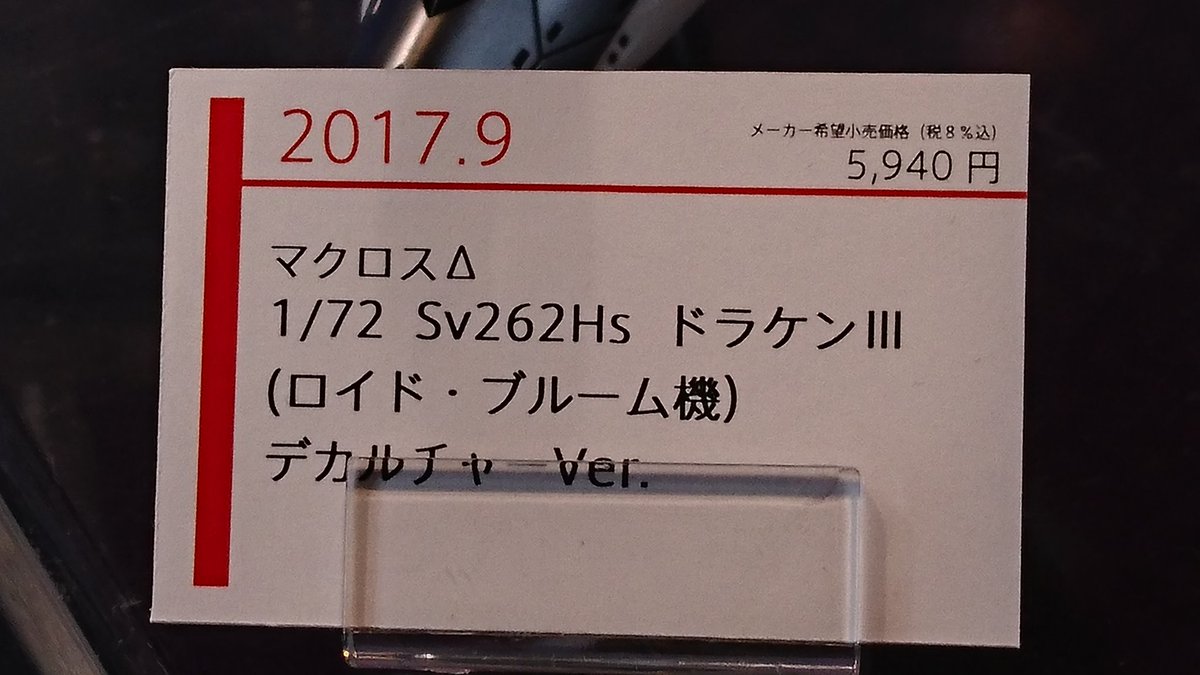 2017.9
メーカー希望小売価格（税８％込）
5,940 円
マクロスΔ
1/72 Sv262Hs ドラケンⅢ
(ロイド・ブルーム機)
デカルチャーVer.